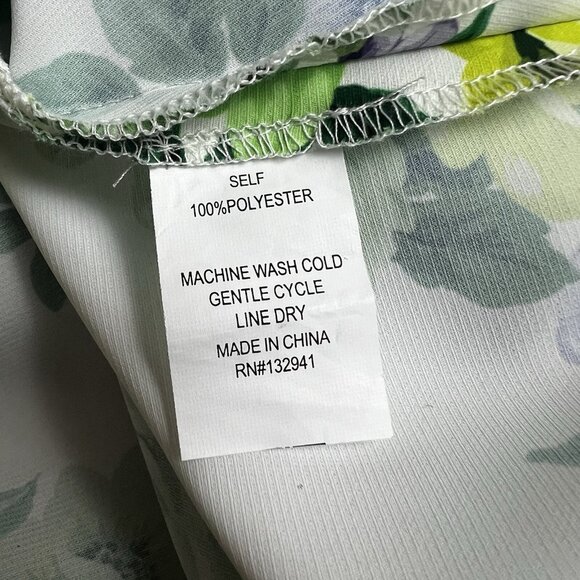 SELF
100%POLYESTER
MACHINE WASH COLD
GENTLE CYCLE
LINE DRY
MADE IN CHINA
RN#132941